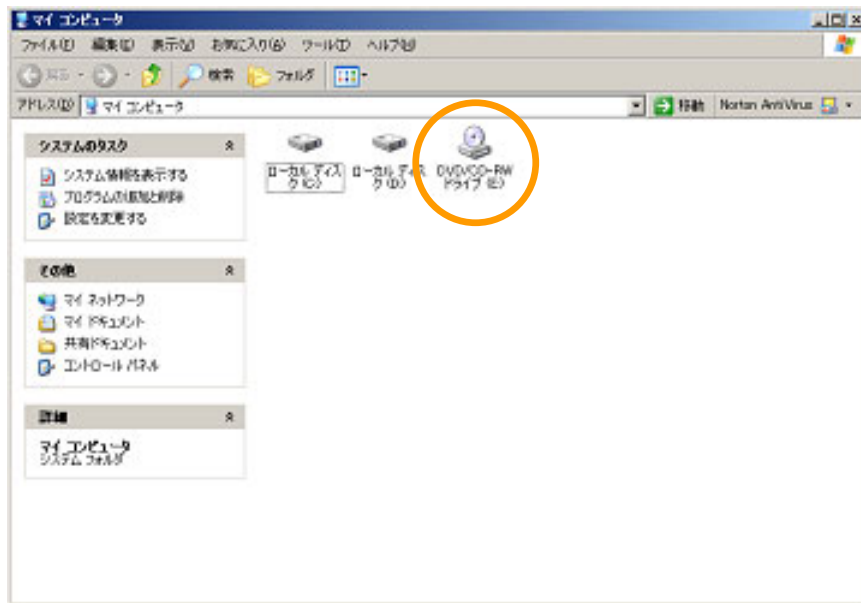 マイ コンピュータ
ファイル(F) 編集(E) 表示(V) お気に入り(A) ツール(T) ヘルプ(H)
戻る 検索 フォルダ
アドレス(D) マイ コンピュータ 移動 Norton AntiVirus
システムのタスク
システム情報を表示する
プログラムの追加と削除
設定を変更する
その他
マイ ネットワーク
マイ ドキュメント
共有ドキュメント
コントロール パネル
詳細
マイ コンピュータ
システム フォルダ
ローカル ディス
ク (C:)
ローカル ディス
ク (D:)
DVD/CD-RW
ドライブ (E:)